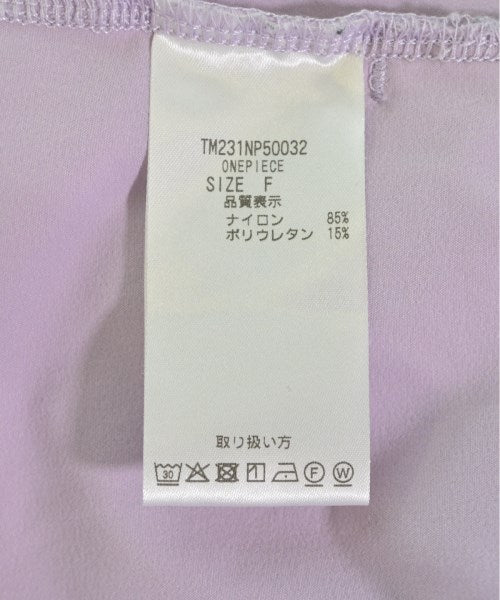 TM231NP50032
ONEPIECE
SIZE F
品質表示
ナイロン 85%
ポリウレタン 15%
取り扱い方
30 F W